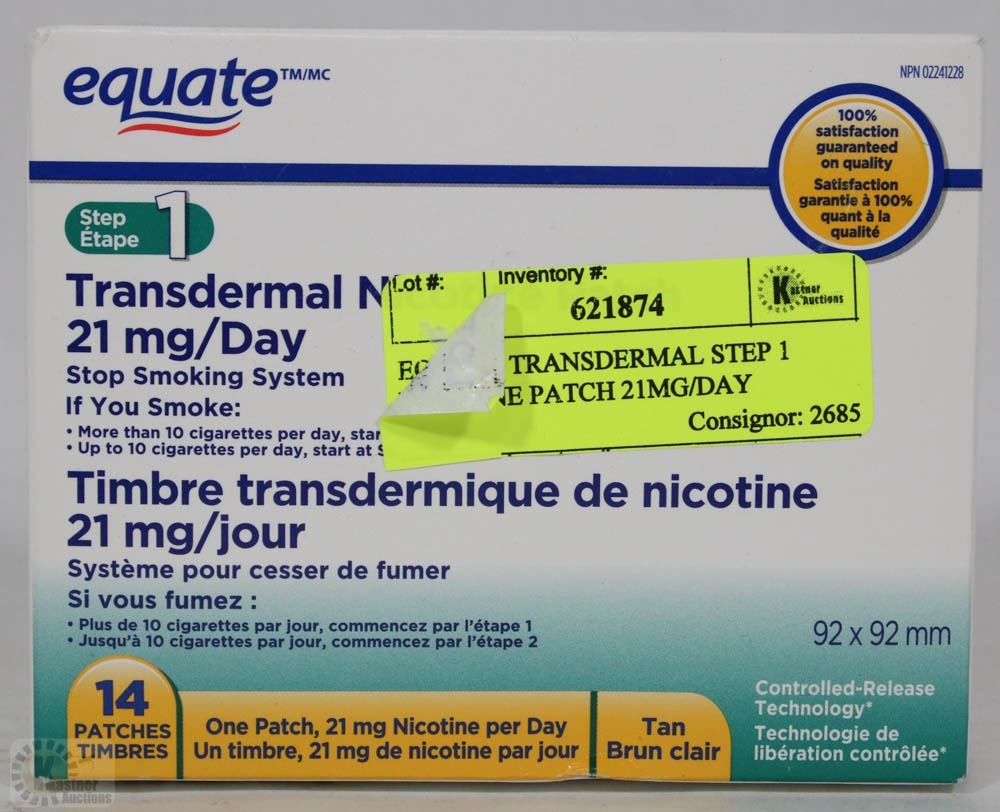 equate TM/MC
NPN 02241228
100%
satisfaction
guaranteed
on quality
Satisfaction
garantie à 100%
quant à la
qualité
Step 1
Étape
Transdermal
21 mg/Day
Stop Smoking System
If You Smoke:
• More than 10 cigarettes per day,
• Up to 10 cigarettes per day, start at
Lot #:
Inventory #:
621874
Kastner
Auctions
TRANSDERMAL STEP 1
PATCH 21MG/DAY
Consignor: 2685
Timbre transdermique de nicotine
21 mg/jour
Système pour cesser de fumer
Si vous fumez :
• Plus de 10 cigarettes par jour, commencez par l'étape 1
• Jusqu'à 10 cigarettes par jour, commencez par l'étape 2
92 x 92 mm
14
PATCHES
TIMBRES
One Patch, 21 mg Nicotine per Day
Un timbre, 21 mg de nicotine par jour
Tan
Brun clair
Controlled-Release
Technology*
Technologie de
libération contrôlée*
Kastner
Auctions